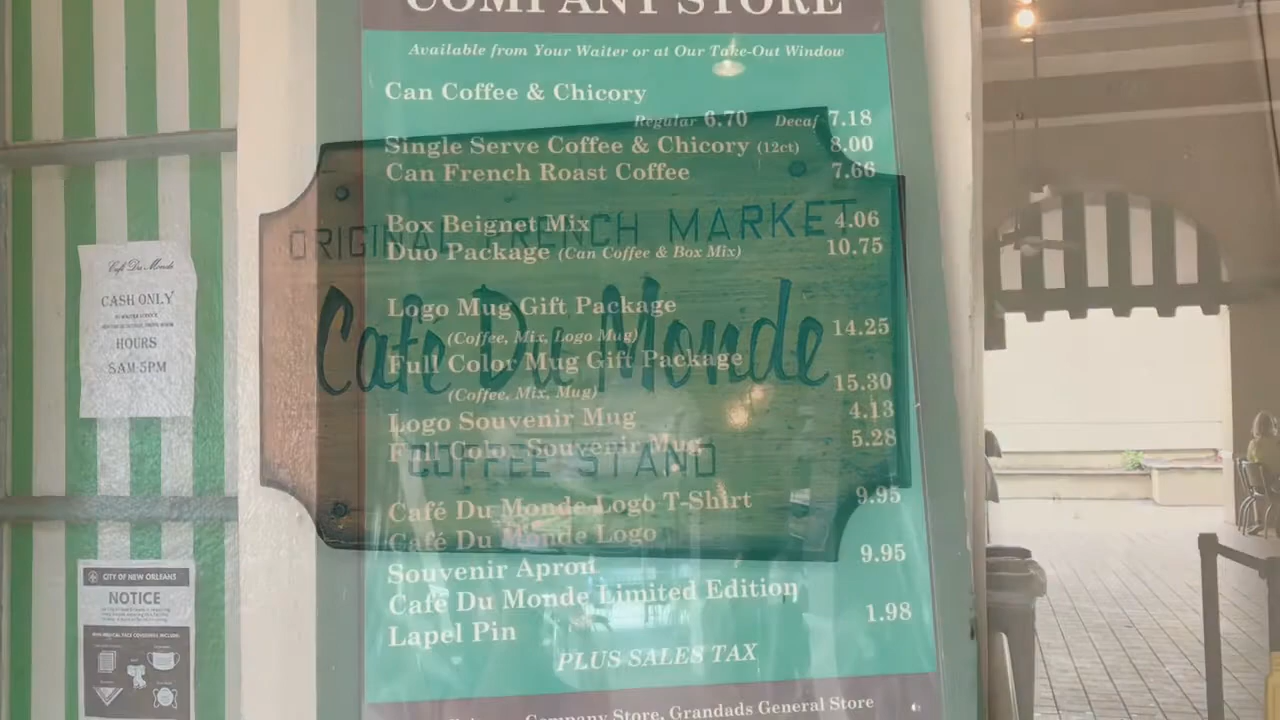 COMPANY STORE
Available from Your Waiter or at Our Take-Out Window
Can Coffee & Chicory
Regular 6.70 Decaf 7.18
Single Serve Coffee & Chicory (12ct) 8.00
Can French Roast Coffee 7.66
Box Beignet Mix 4.06
Duo Package (Can Coffee & Box Mix) 10.75
Logo Mug Gift Package
(Coffee, Mix, Logo Mug) 14.25
Full Color Mug Gift Package
(Coffee, Mix, Mug) 15.30
Logo Souvenir Mug 4.13
Full Color Souvenir Mug 5.28
Café Du Monde Logo T-Shirt 9.95
Café Du Monde Logo
Souvenir Apron 9.95
Café Du Monde Limited Edition
Lapel Pin 1.98
PLUS SALES TAX
Company Store, Grandads General Store
ORIGINAL FRENCH MARKET
Café Du Monde
COFFEE STAND
Café Du Monde
CASH ONLY
HOURS
8AM 5PM
CITY OF NEW ORLEANS
NOTICE